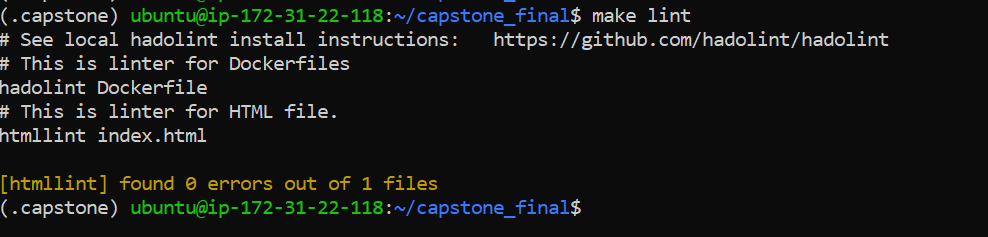 (.capstone) ubuntu@ip-172-31-22-118:~/capstone_final$ make lint
# See local hadolint install instructions:   https://github.com/hadolint/hadolint
# This is linter for Dockerfiles
hadolint Dockerfile
# This is linter for HTML file.
htmllint index.html

[htmllint] found 0 errors out of 1 files
(.capstone) ubuntu@ip-172-31-22-118:~/capstone_final$